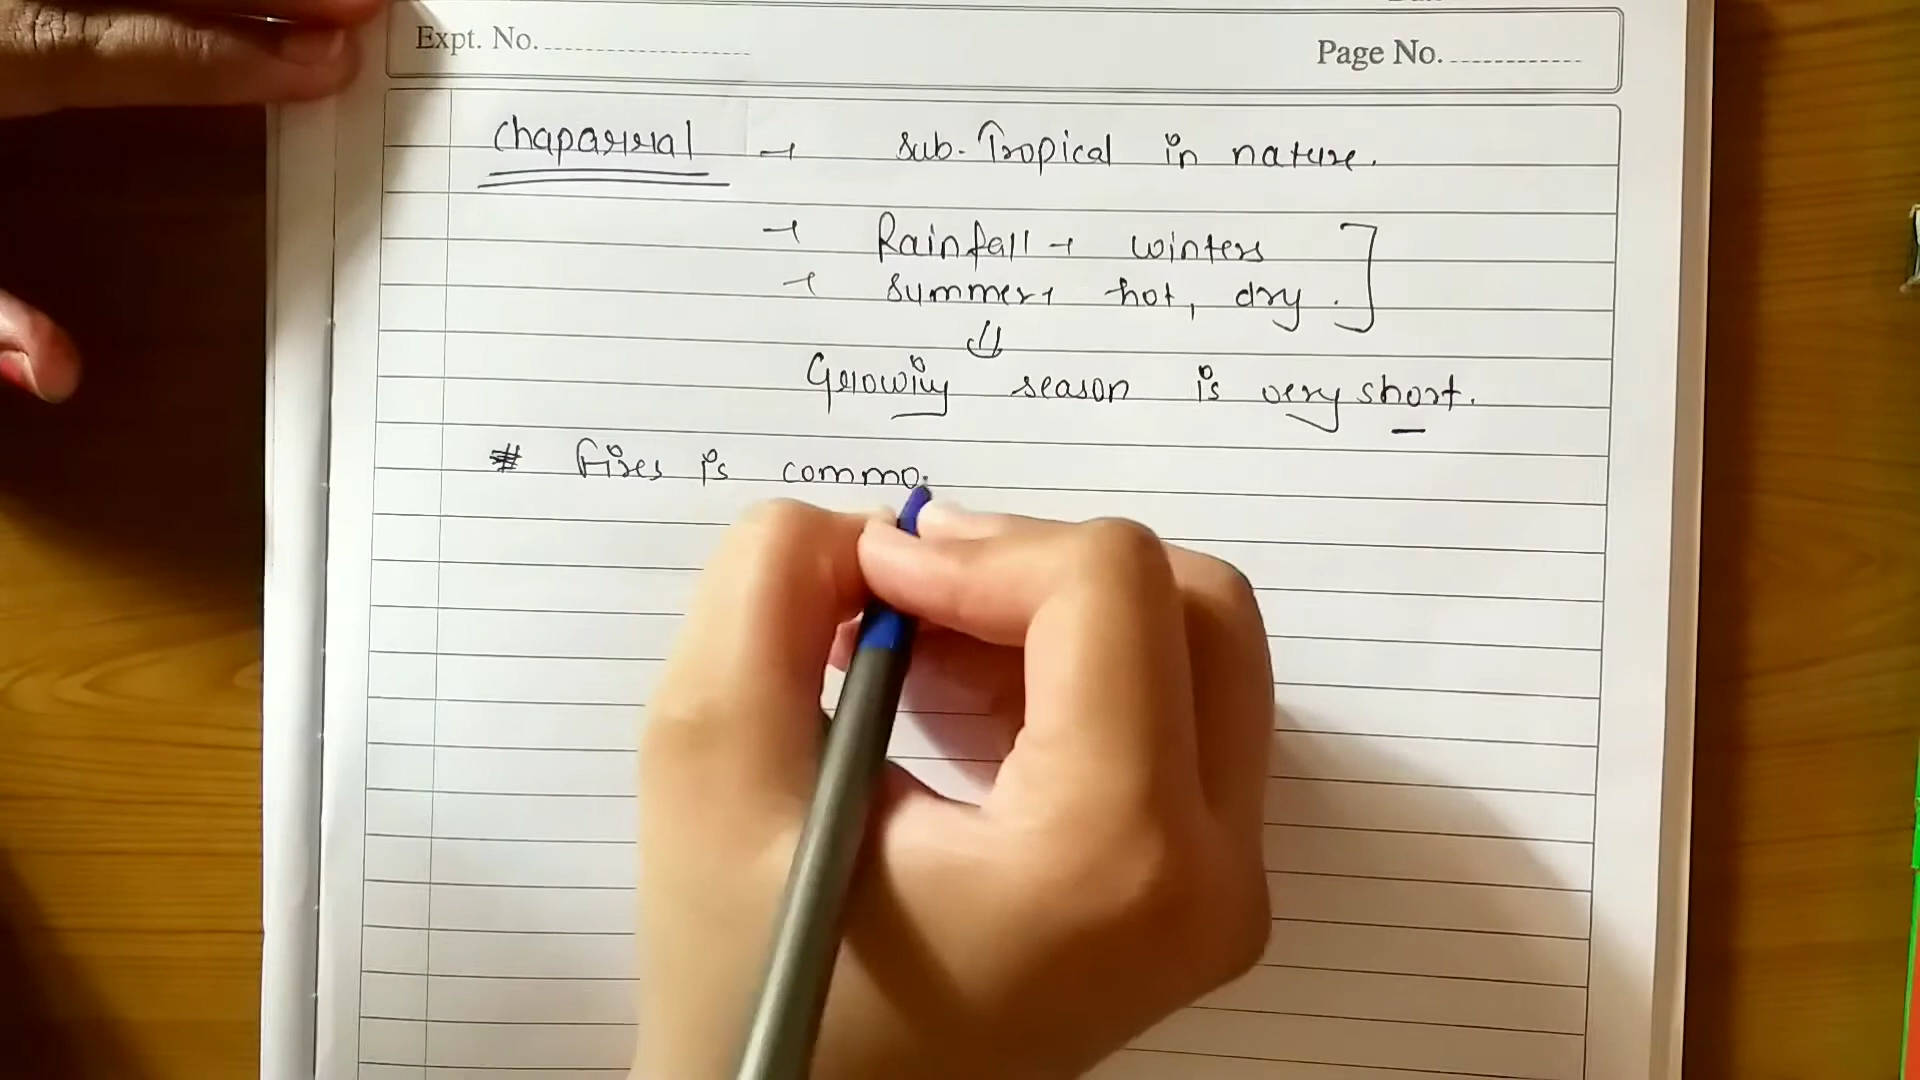 Expt. No. Page No.
Chaparral → Sub-Tropical in nature.
→ Rainfall → winters
→ Summer → hot, dry.
⇓
Growing season is very short.
# Fires is commo